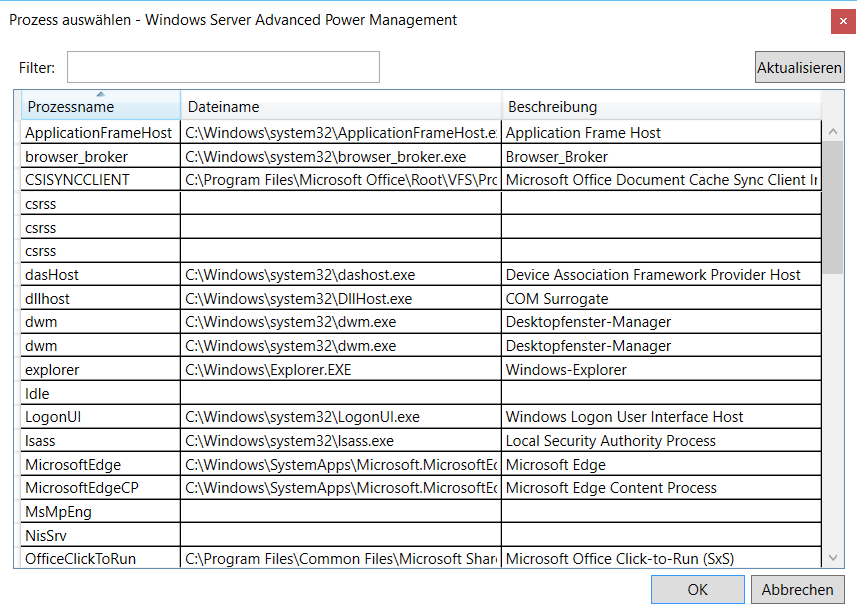 Prozess auswählen - Windows Server Advanced Power Management
Filter:
Aktualisieren
Prozessname Dateiname Beschreibung
ApplicationFrameHost C:\Windows\system32\ApplicationFrameHost.e Application Frame Host
browser_broker C:\Windows\system32\browser_broker.exe Browser_Broker
CSISYNCCLIENT C:\Program Files\Microsoft Office\Root\VFS\Pro Microsoft Office Document Cache Sync Client
csrss
csrss
csrss
dasHost C:\Windows\system32\dashost.exe Device Association Framework Provider Host
dllhost C:\Windows\system32\DllHost.exe COM Surrogate
dwm C:\Windows\system32\dwm.exe Desktopfenster-Manager
dwm C:\Windows\system32\dwm.exe Desktopfenster-Manager
explorer C:\Windows\Explorer.EXE Windows-Explorer
Idle
LogonUI C:\Windows\system32\LogonUI.exe Windows Logon User Interface Host
lsass C:\Windows\system32\lsass.exe Local Security Authority Process
MicrosoftEdge C:\Windows\SystemApps\Microsoft.MicrosoftEd Microsoft Edge
MicrosoftEdgeCP C:\Windows\SystemApps\Microsoft.MicrosoftEd Microsoft Edge Content Process
MsMpEng
NisSrv
OfficeClickToRun C:\Program Files\Common Files\Microsoft Shar Microsoft Office Click-to-Run (SxS)
OK Abbrechen